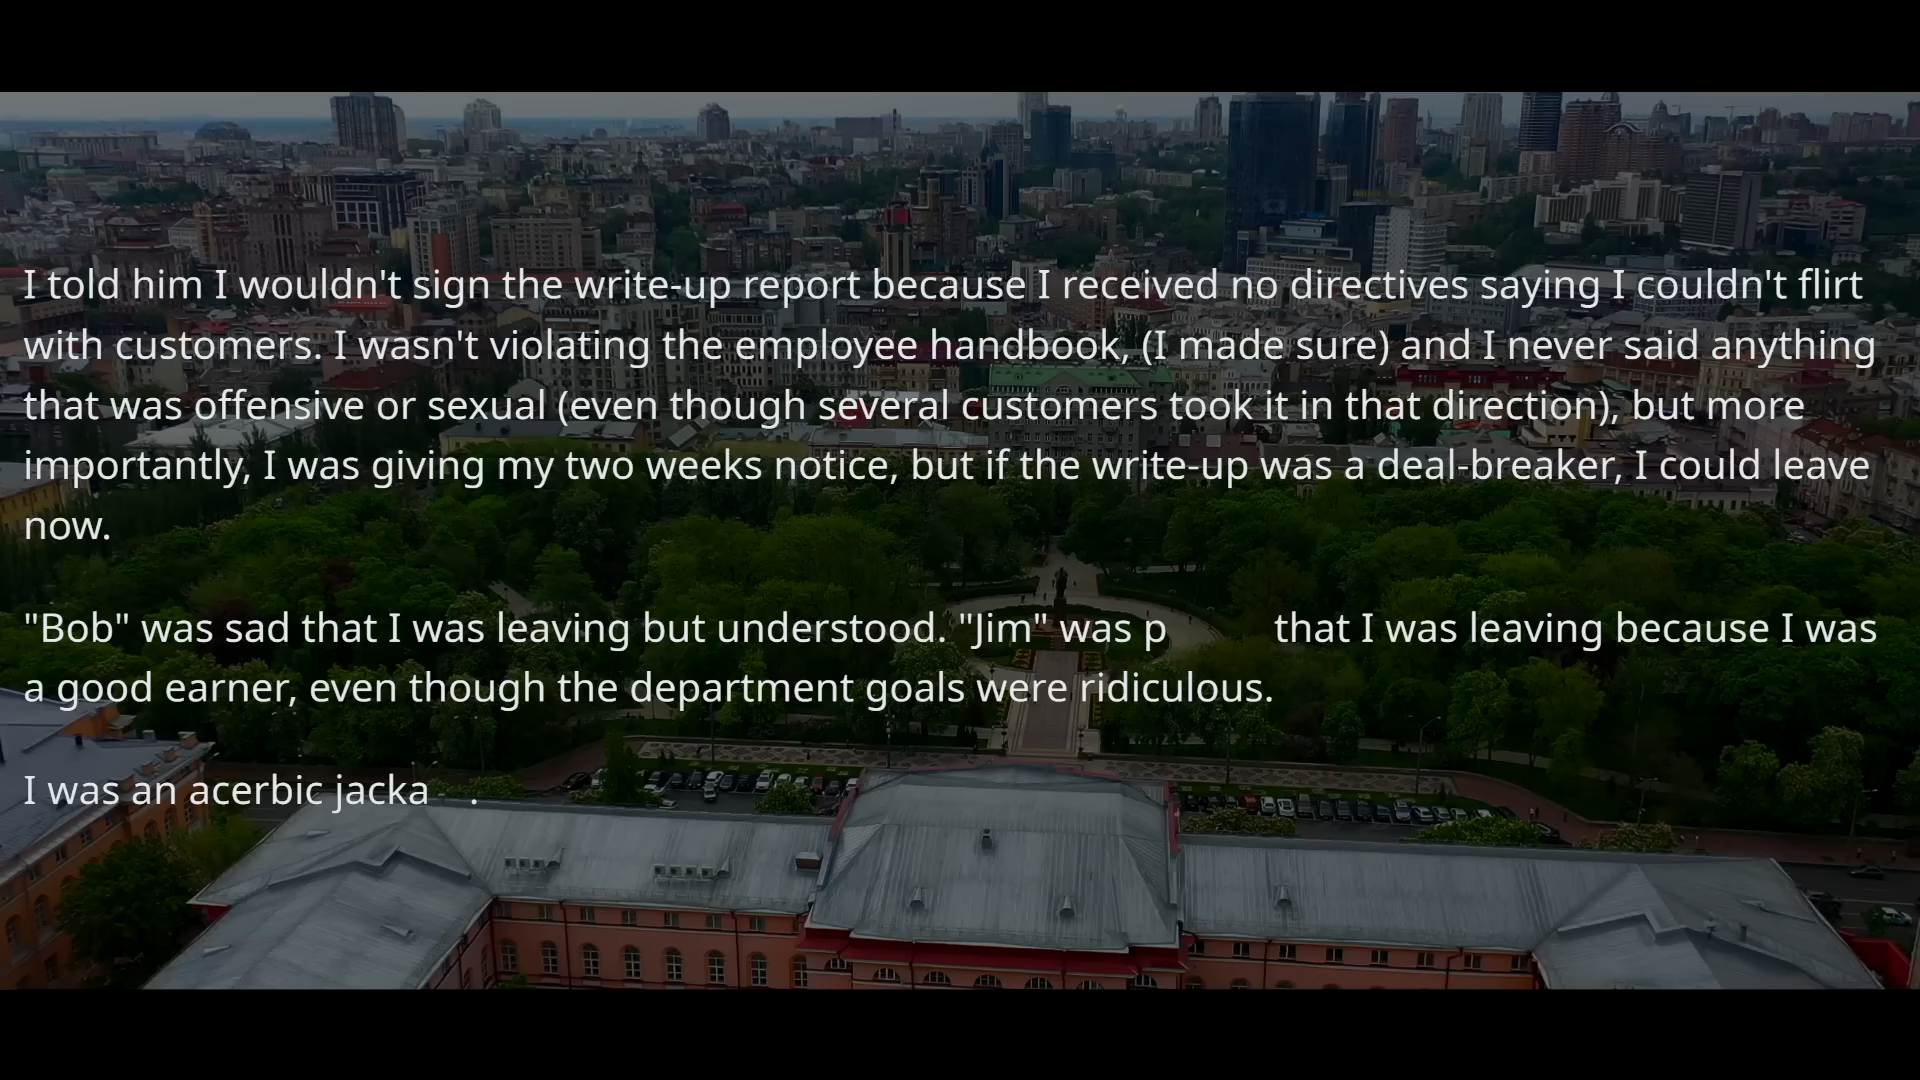 I told him I wouldn't sign the write-up report because I received no directives saying I couldn't flirt
with customers. I wasn't violating the employee handbook, (I made sure) and I never said anything
that was offensive or sexual (even though several customers took it in that direction), but more
importantly, I was giving my two weeks notice, but if the write-up was a deal-breaker, I could leave
now.
"Bob" was sad that I was leaving but understood. "Jim" was p that I was leaving because I was
a good earner, even though the department goals were ridiculous.
I was an acerbic jacka .